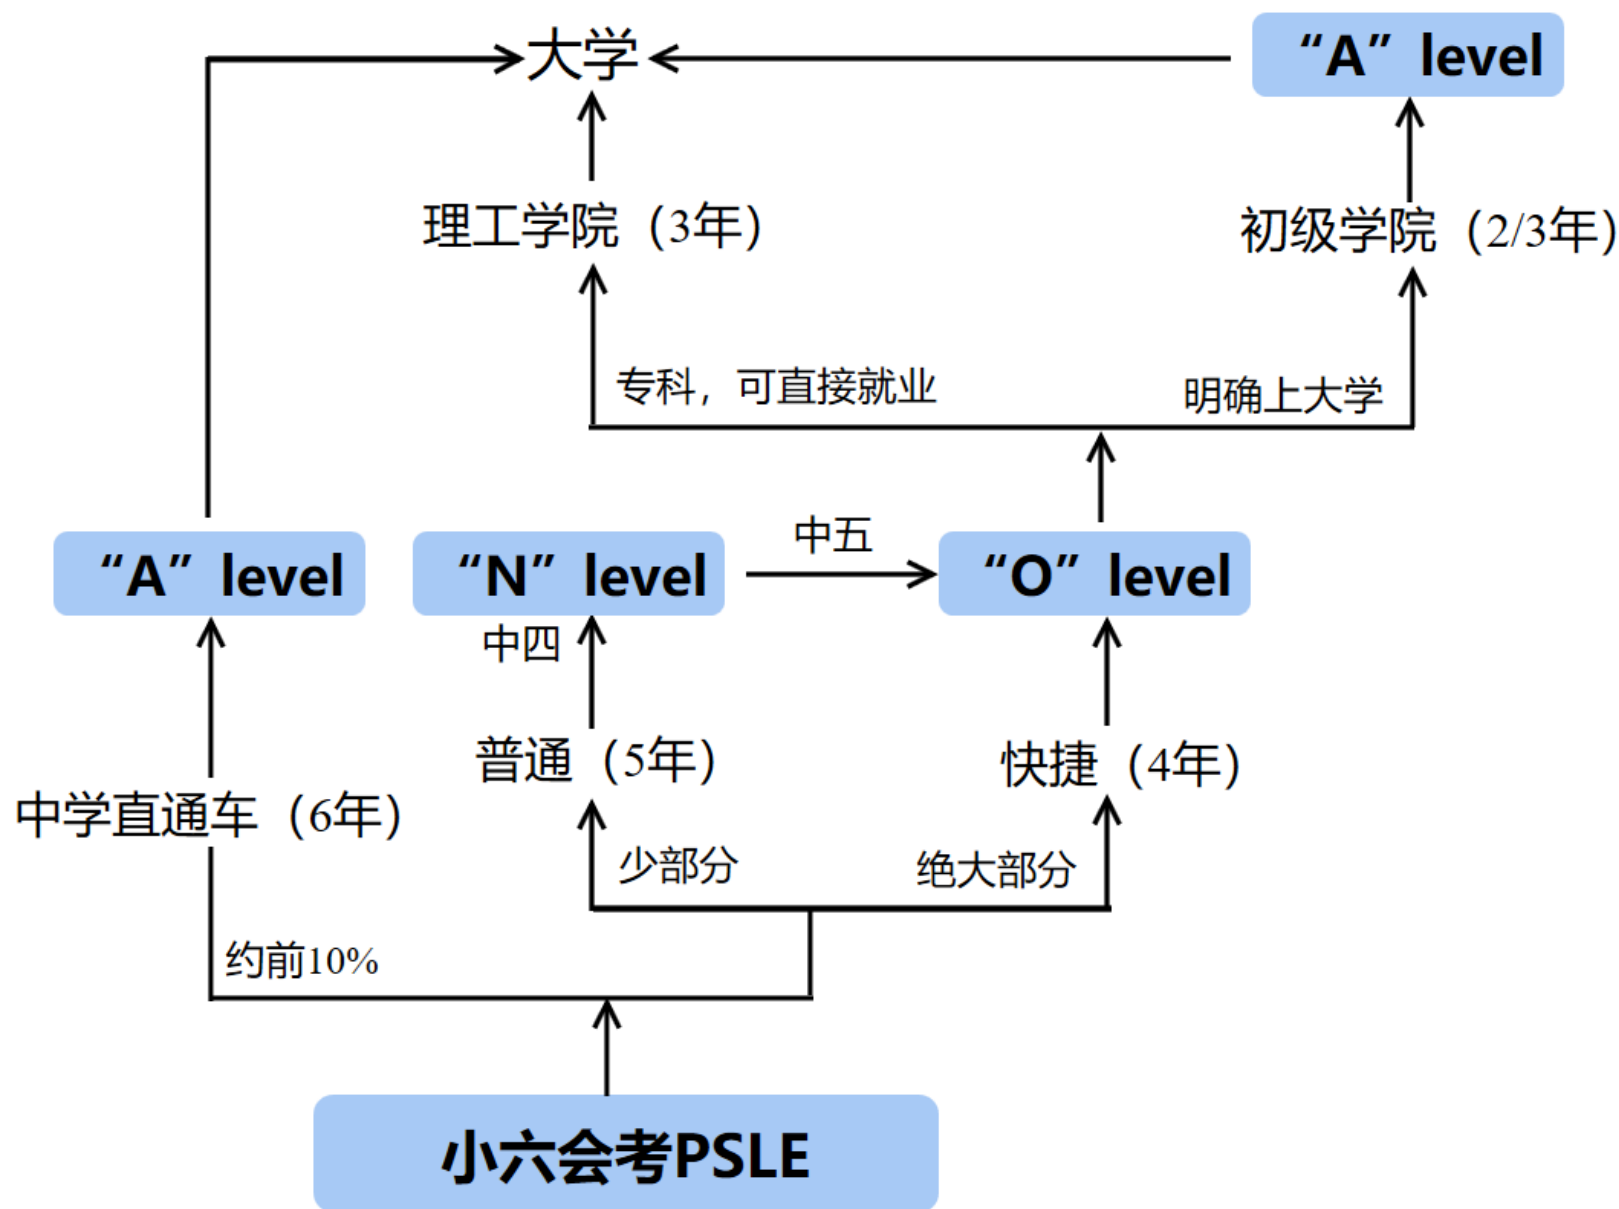 大学
“A” level
理工学院（3年）
初级学院（2/3年）
专科，可直接就业
明确上大学
中五
“A” level
“N” level
“O” level
中四
普通（5年）
快捷（4年）
中学直通车（6年）
少部分
绝大部分
约前10%
小六会考PSLE